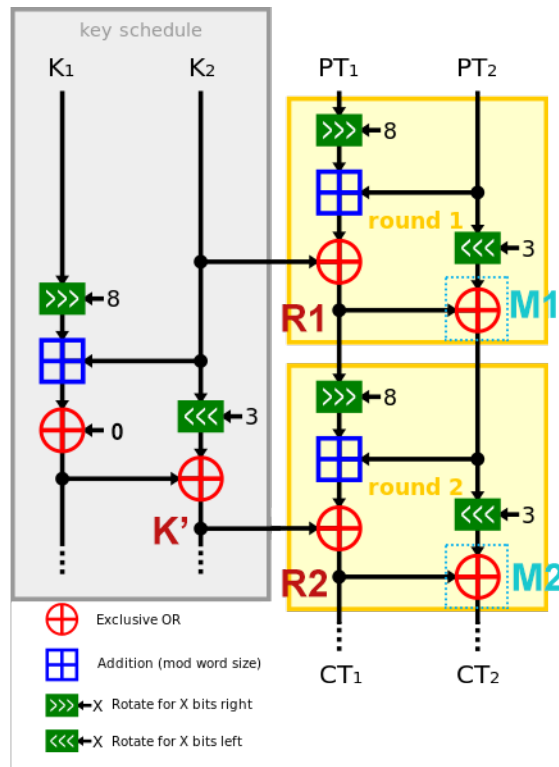 key schedule
K₁ K₂ PT₁ PT₂
>>> 8
round 1
<<< 3
R1 M1
>>> 8
>>> 8
0 <<< 3
round 2
K’ <<< 3
R2 M2
Exclusive OR
CT₁ CT₂
Addition (mod word size)
>>> X Rotate for X bits right
<<< X Rotate for X bits left